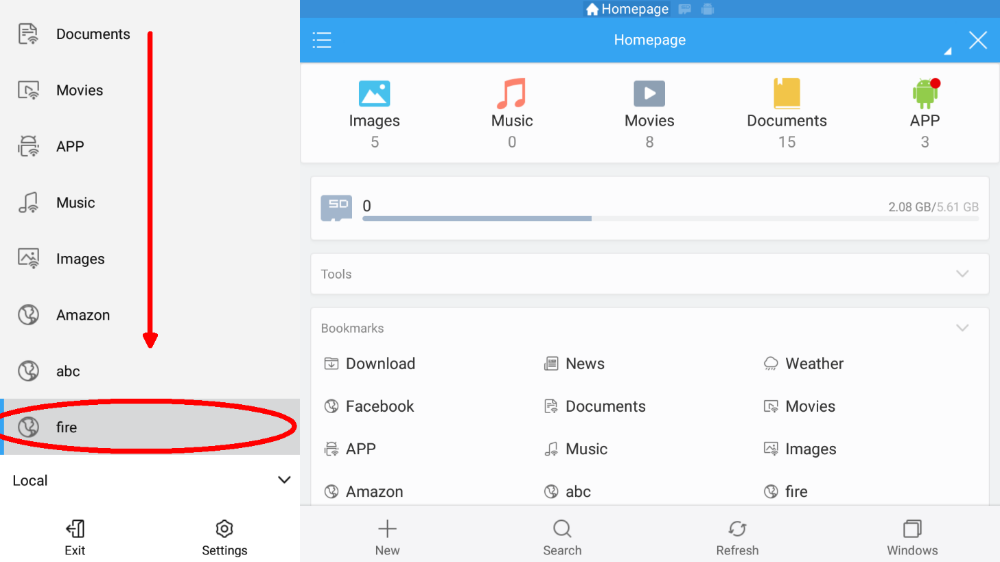 Documents
Movies
APP
Music
Images
Amazon
abc
fire
Local
Exit
Settings
Homepage
Homepage
Images
5
Music
0
Movies
8
Documents
15
APP
3
SD
0
2.08 GB/5.61 GB
Tools
Bookmarks
Download
News
Weather
Facebook
Documents
Movies
APP
Music
Images
Amazon
abc
fire
New
Search
Refresh
Windows